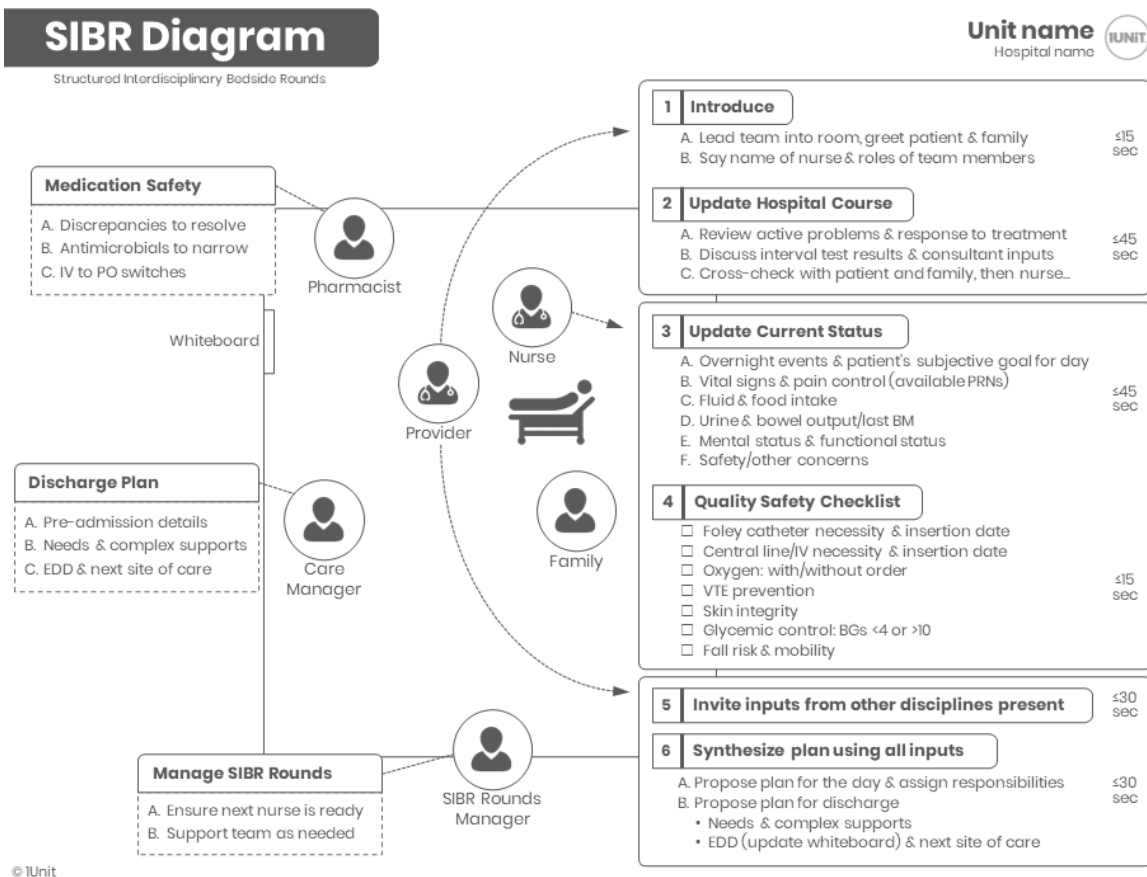 SIBR Diagram
Structured Interdisciplinary Bedside Rounds
Unit name
Hospital name
1UNiT
Medication Safety
A. Discrepancies to resolve
B. Antimicrobials to narrow
C. IV to PO switches
Pharmacist
Whiteboard
Nurse
Provider
Discharge Plan
A. Pre-admission details
B. Needs & complex supports
C. EDD & next site of care
Care
Manager
Family
Manage SIBR Rounds
A. Ensure next nurse is ready
B. Support team as needed
SIBR Rounds
Manager
1 Introduce
A. Lead team into room, greet patient & family
B. Say name of nurse & roles of team members
≤15
sec
2 Update Hospital Course
A. Review active problems & response to treatment
B. Discuss interval test results & consultant inputs
C. Cross-check with patient and family, then nurse...
≤45
sec
3 Update Current Status
A. Overnight events & patient's subjective goal for day
B. Vital signs & pain control (available PRNs)
C. Fluid & food intake
D. Urine & bowel output/last BM
E. Mental status & functional status
F. Safety/other concerns
≤45
sec
4 Quality Safety Checklist
☐ Foley catheter necessity & insertion date
☐ Central line/IV necessity & insertion date
☐ Oxygen: with/without order
☐ VTE prevention
☐ Skin integrity
☐ Glycemic control: BGs <4 or >10
☐ Fall risk & mobility
≤15
sec
5 Invite inputs from other disciplines present
≤30
sec
6 Synthesize plan using all inputs
A. Propose plan for the day & assign responsibilities
B. Propose plan for discharge
• Needs & complex supports
• EDD (update whiteboard) & next site of care
≤30
sec
© 1Unit